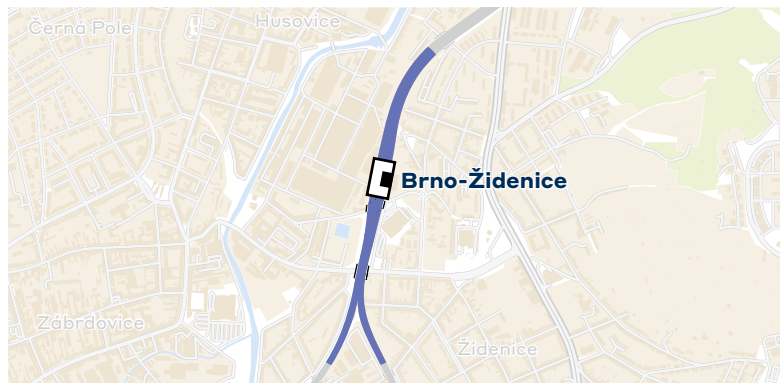 Husovice
Černá Pole
Brno-Židenice
Zábrdovice
Židenice